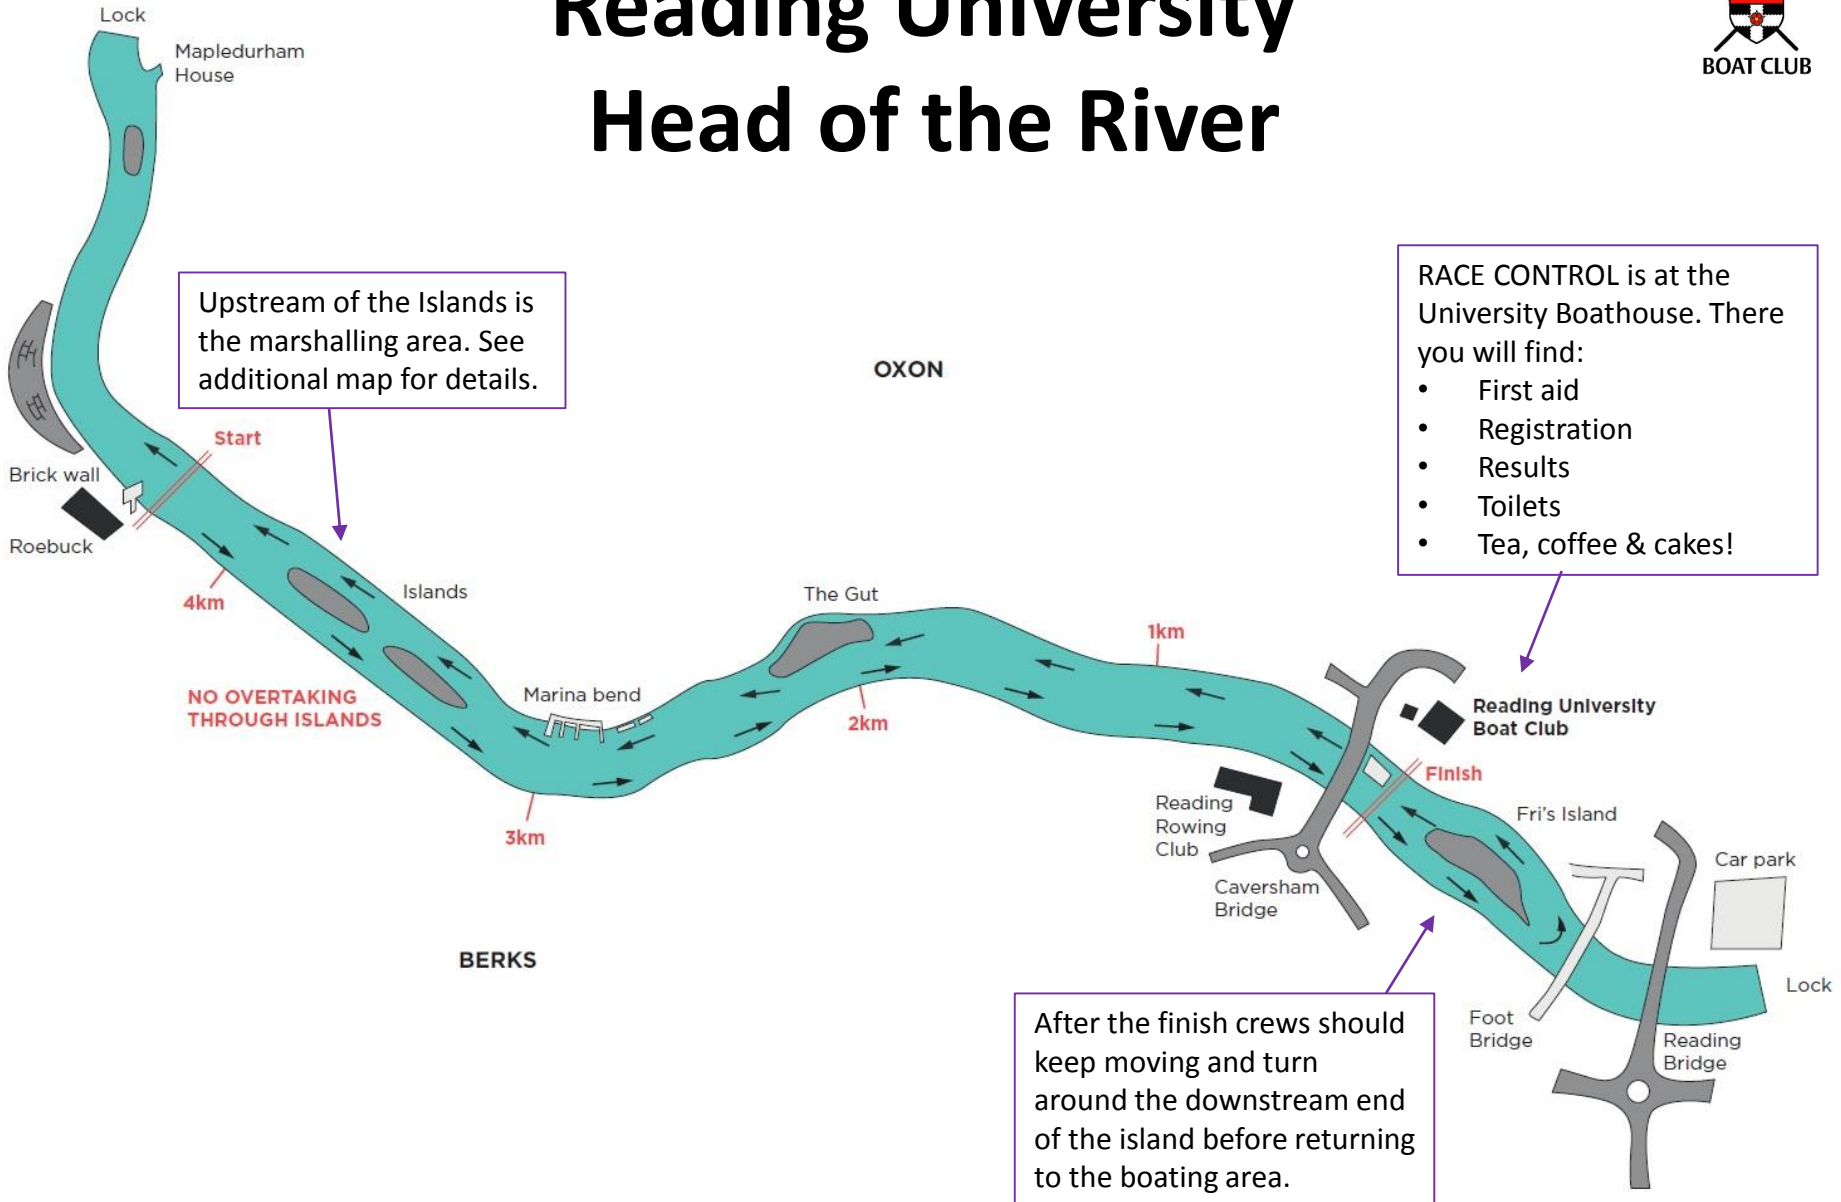 Reading University
Head of the River
BOAT CLUB
Lock
Mapledurham
House
Upstream of the Islands is
the marshalling area. See
additional map for details.
RACE CONTROL is at the
University Boathouse. There
you will find:
• First aid
• Registration
• Results
• Toilets
• Tea, coffee & cakes!
OXON
Start
Brick wall
Roebuck
4km
Islands
NO OVERTAKING
THROUGH ISLANDS
Marina bend
The Gut
3km
2km
1km
Reading University
Boat Club
Finish
Reading
Rowing
Club
Caversham
Bridge
Fri's Island
Car park
Lock
Foot
Bridge
Reading
Bridge
BERKS
After the finish crews should
keep moving and turn
around the downstream end
of the island before returning
to the boating area.